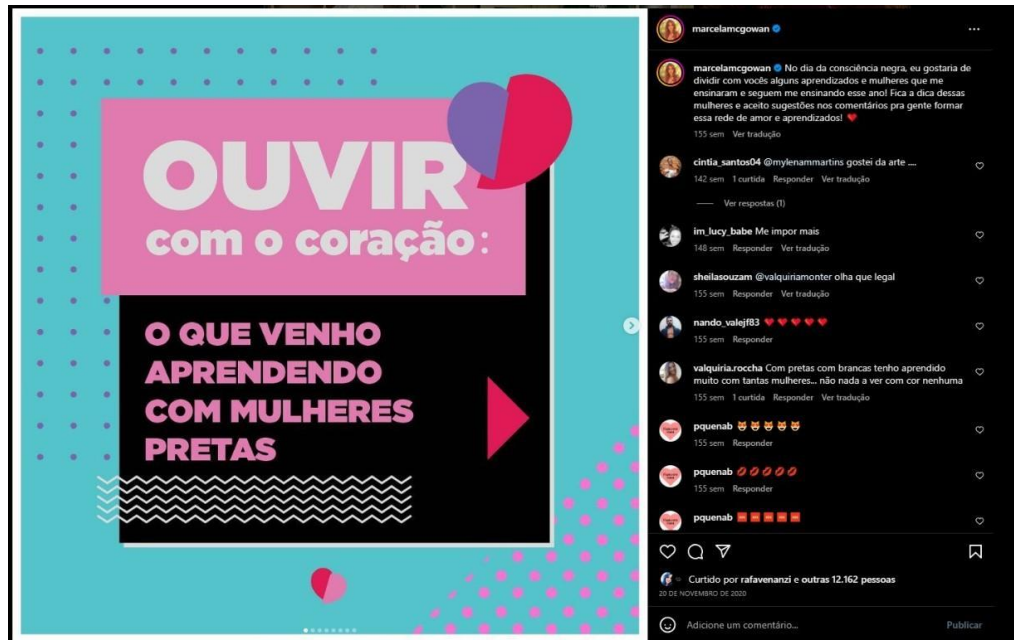 OUVIR
com o coração:
O QUE VENHO
APRENDENDO
COM MULHERES
PRETAS
marcelamcgowan
marcelamcgowan No dia da consciência negra, eu gostaria de
dividir com vocês alguns aprendizados e mulheres que me
ensinaram e seguem me ensinando esse ano! Fica a dica dessas
mulheres e aceito sugestões nos comentários pra gente formar
essa rede de amor e aprendizados! ❤️
155 sem Ver tradução
cintia_santos04 @mylenammartins gostei da arte ....
142 sem 1 curtida Responder Ver tradução
Ver respostas (1)
im_lucy_babe Me impor mais
148 sem Responder Ver tradução
sheilasouzam @valquiriamonter olha que legal
155 sem Responder Ver tradução
nando_valejf83 ❤️❤️❤️❤️❤️
155 sem Responder
valquiria.roccha Com pretas com brancas tenho aprendido
muito com tantas mulheres... não nada a ver com cor nenhuma
155 sem 1 curtida Responder Ver tradução
pquenab 😻😻😻😻😻
155 sem Responder
pquenab 💋💋💋💋💋
155 sem Responder
pquenab
Curtido por rafavenanzi e outras 12.162 pessoas
20 DE NOVEMBRO DE 2020
Adicione um comentário...
Publicar